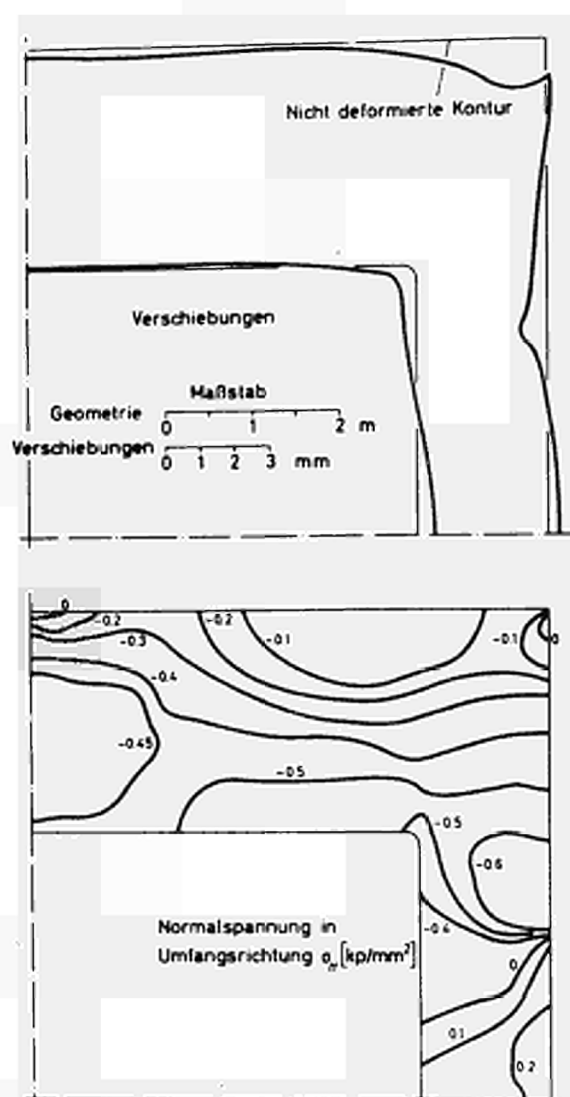 Nicht deformierte Kontur
Verschiebungen
Maßstab
Geometrie
0 1 2 m
Verschiebungen
0 1 2 3 mm
0
-0.2
-0.2
-0.3
-0.1
-0.1
0
-0.4
-0.45
-0.5
-0.5
-0.6
Normalspannung in
-0.4
Umfangsrichtung [kp/mm²]
0
0.1
0.2